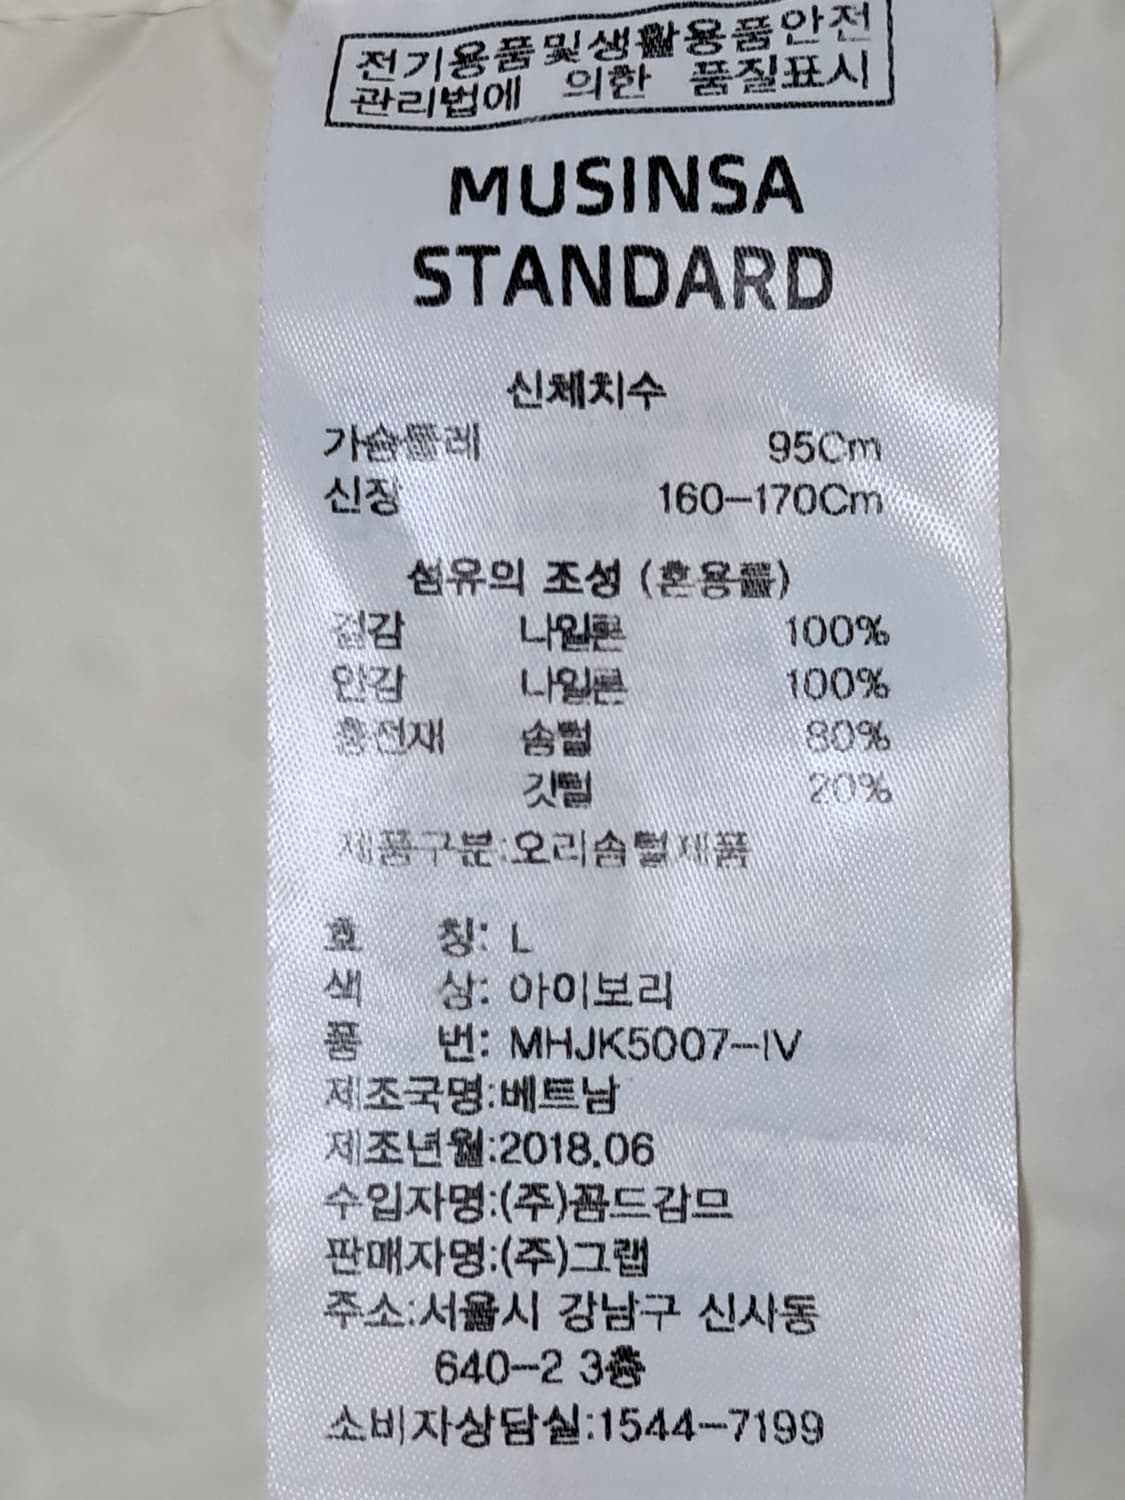 전기용품및생활용품안전
관리법에 의한 품질표시
MUSINSA
STANDARD
신체치수
가슴둘레 95Cm
신장 160-170Cm
섬유의 조성 (혼용률)
겉감 나일론 100%
안감 나일론 100%
충전재 솜털 80%
깃털 20%
제품구분:오리솜털제품
호 칭: L
색 상: 아이보리
품 번: MHJK5007-IV
제조국명:베트남
제조년월:2018.06
수입자명:(주)꼼드감므
판매자명:(주)그랩
주소:서울시 강남구 신사동
640-2 3층
소비자상담실:1544-7199